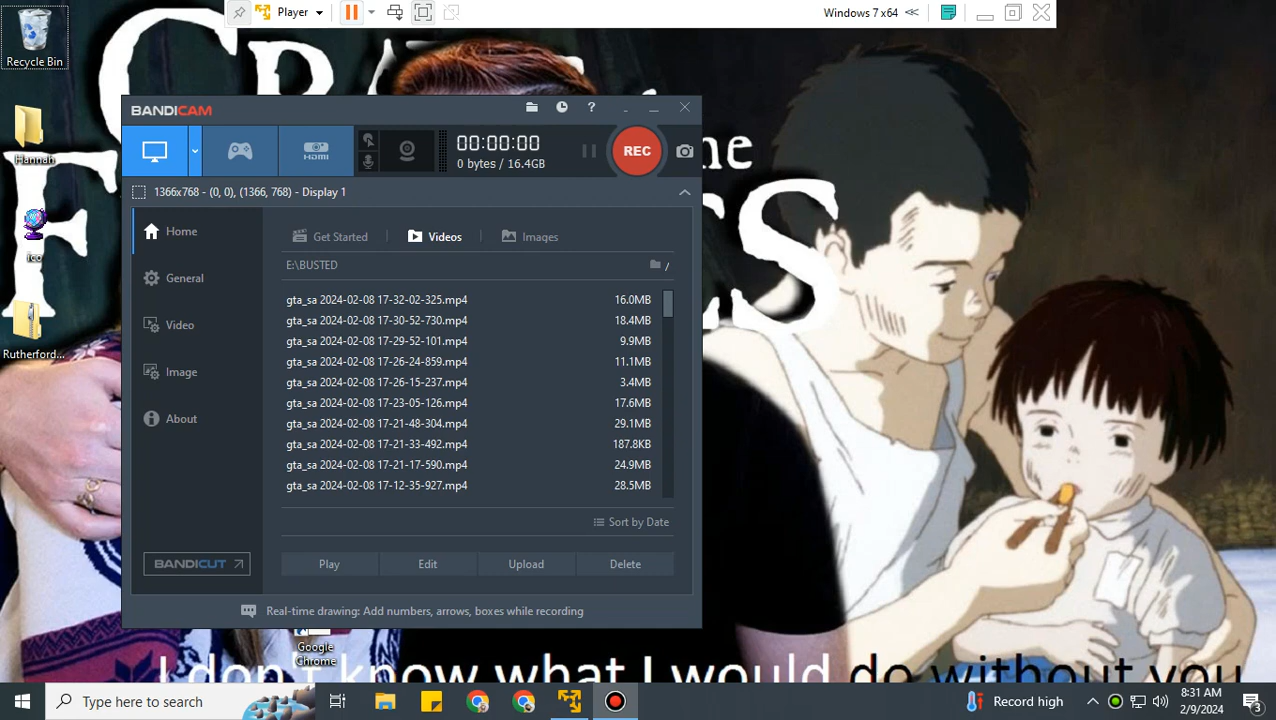 Player
Windows 7 x64
Recycle Bin
Hannah
ico
Rutherford...
BANDICAM
?
HDMI
00:00:00
0 bytes / 16.4GB
REC
1366x768 - (0, 0), (1366, 768) - Display 1
Home
General
Video
Image
About
BANDICUT
Get Started
Videos
Images
E:\BUSTED
/
gta_sa 2024-02-08 17-32-02-325.mp4 16.0MB
gta_sa 2024-02-08 17-30-52-730.mp4 18.4MB
gta_sa 2024-02-08 17-29-52-101.mp4 9.9MB
gta_sa 2024-02-08 17-26-24-859.mp4 11.1MB
gta_sa 2024-02-08 17-26-15-237.mp4 3.4MB
gta_sa 2024-02-08 17-23-05-126.mp4 17.6MB
gta_sa 2024-02-08 17-21-48-304.mp4 29.1MB
gta_sa 2024-02-08 17-21-33-492.mp4 187.8KB
gta_sa 2024-02-08 17-21-17-590.mp4 24.9MB
gta_sa 2024-02-08 17-12-35-927.mp4 28.5MB
Sort by Date
Play Edit Upload Delete
Real-time drawing: Add numbers, arrows, boxes while recording
Google
Chrome
I don't know what I would do without you
Type here to search
Record high
8:31 AM
2/9/2024
3